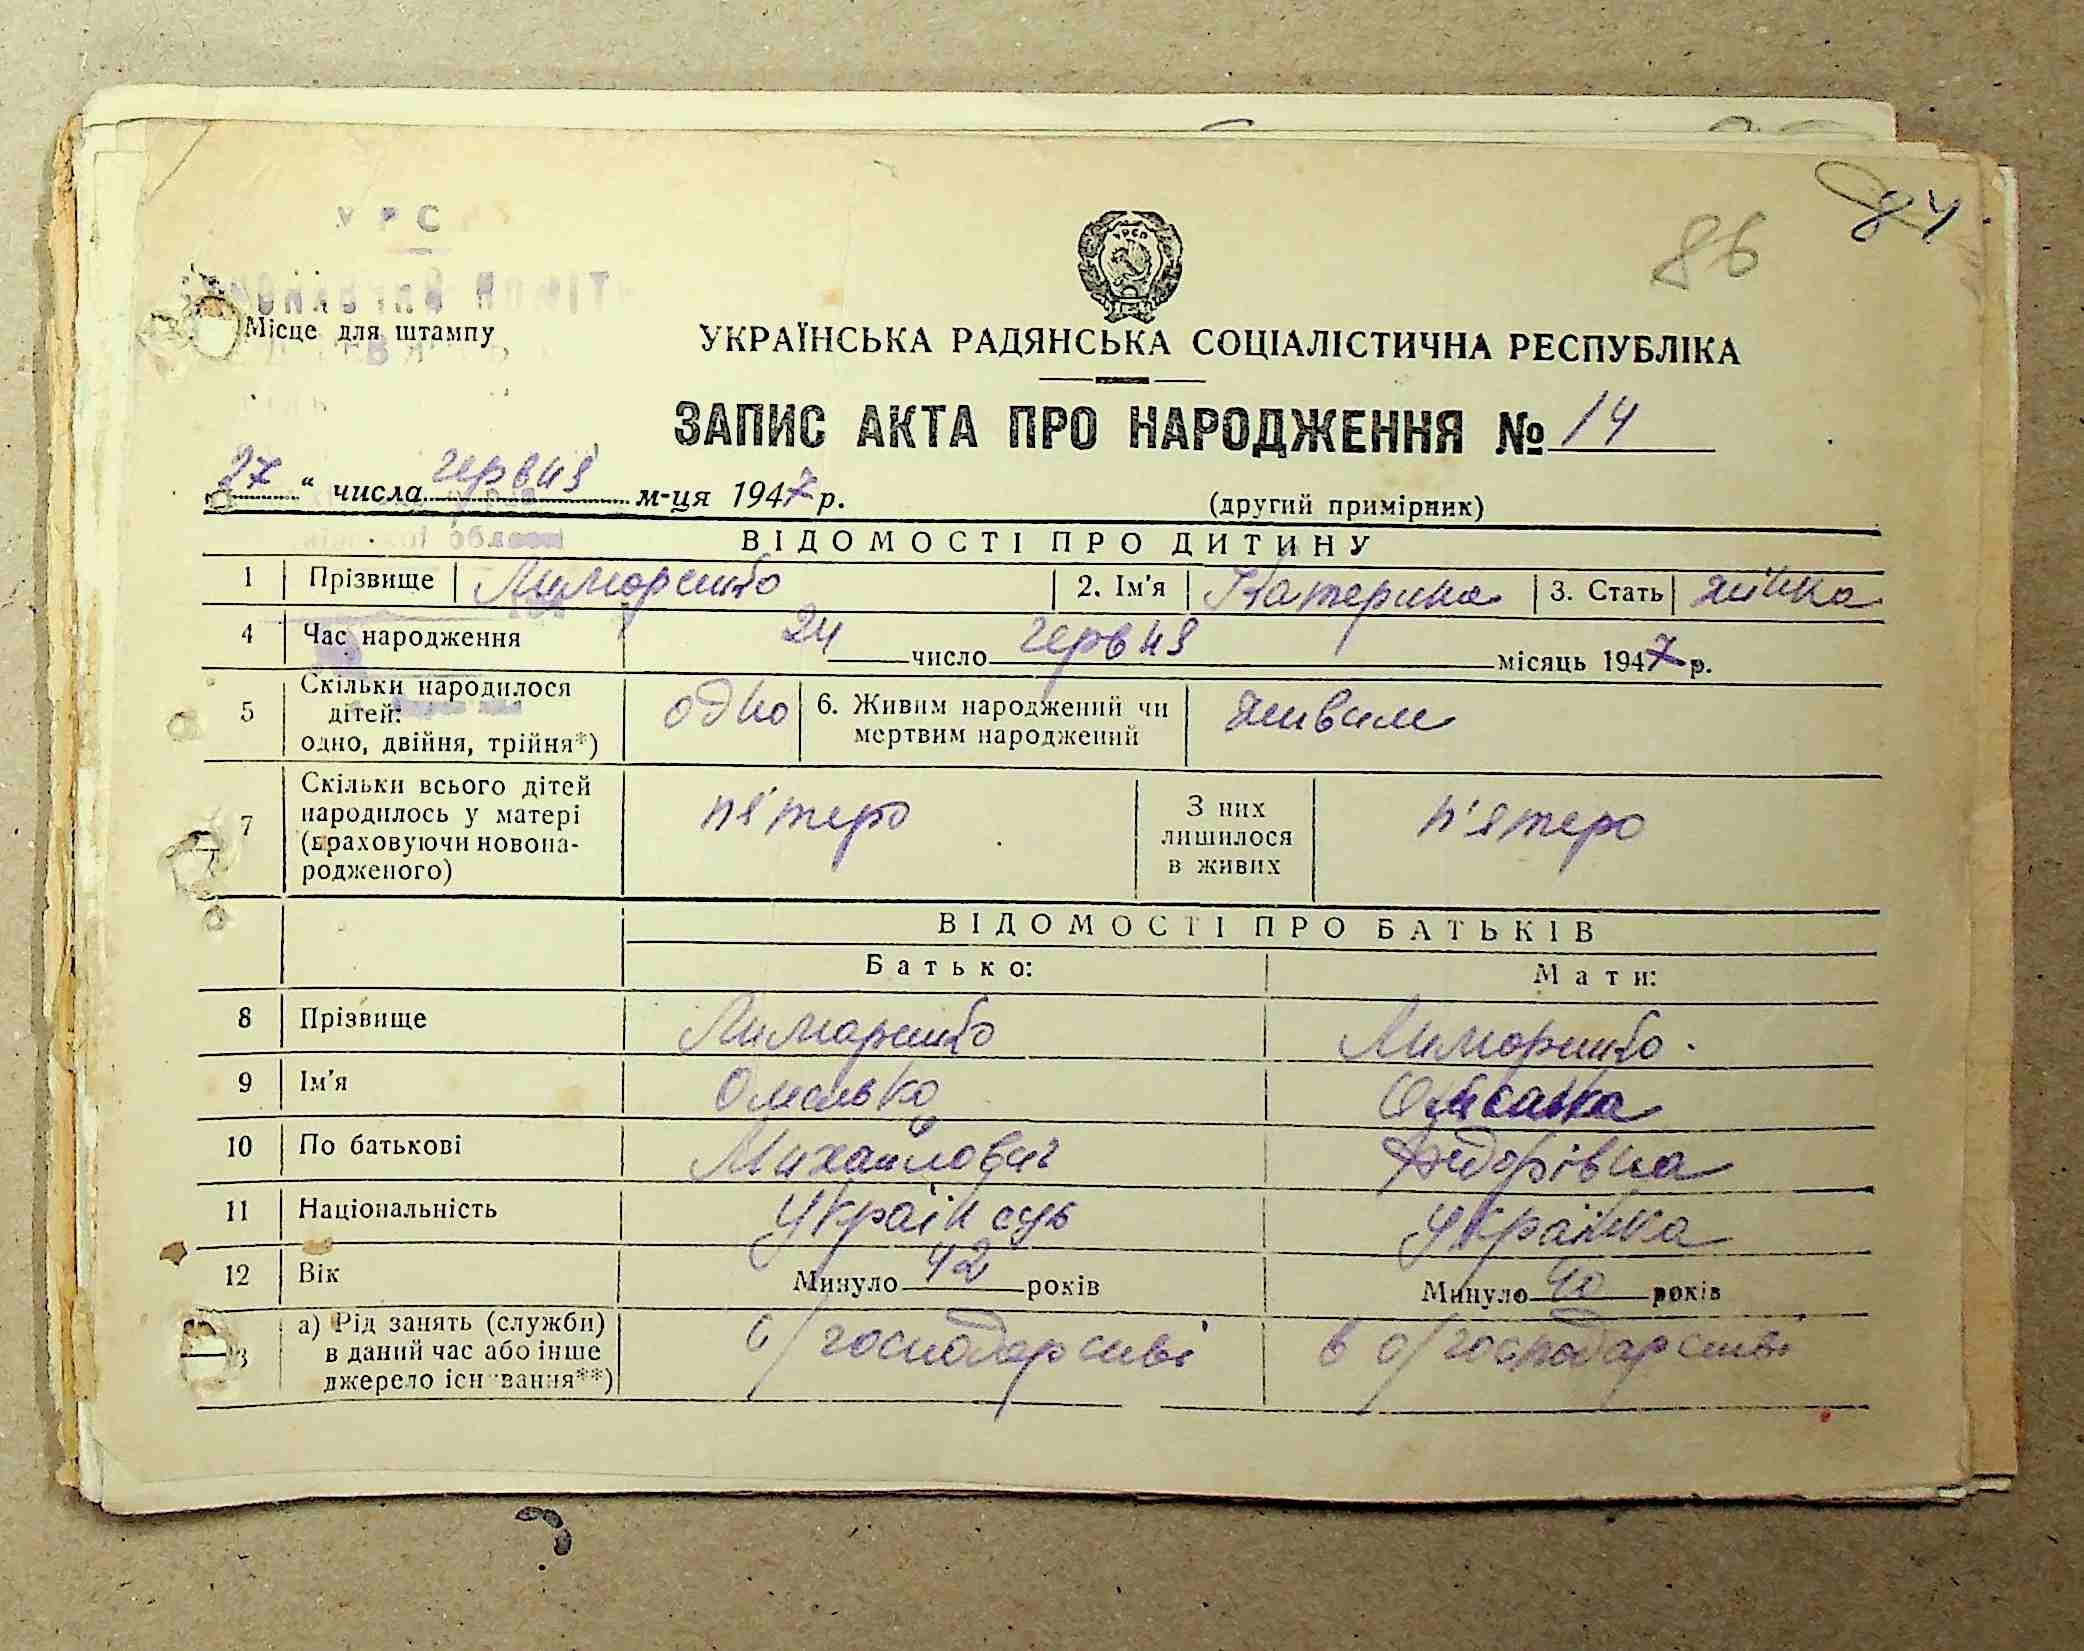 84
86
УРС
УРСР
Місце для штампу
УКРАЇНСЬКА РАДЯНСЬКА СОЦІАЛІСТИЧНА РЕСПУБЛІКА
ЗАПИС АКТА ПРО НАРОДЖЕННЯ № 14
27 " числа червня м-ця 1947 р.
(другий примірник)
ВІДОМОСТІ ПРО ДИТИНУ
1 Прізвище 2. Ім'я Катерина 3. Стать жінка
4 Час народження 24 число червня місяць 1947 р.
5 Скільки народилося дітей: одно, двійня, трійня*) одно 6. Живим народжений чи мертвим народжений живим
7 Скільки всього дітей народилось у матері (враховуючи новонародженого) п'ятеро З них лишилося в живих п'ятеро
ВІДОМОСТІ ПРО БАТЬКІВ
Батько: Мати:
8 Прізвище
9 Ім'я Омелько
10 По батькові Михайлович Федорівна
11 Національність Українець Українка
12 Вік Минуло 42 років Минуло 40 років
а) Рід занять (служби) в даний час або інше джерело існування**) с/господарстві в с/господарстві